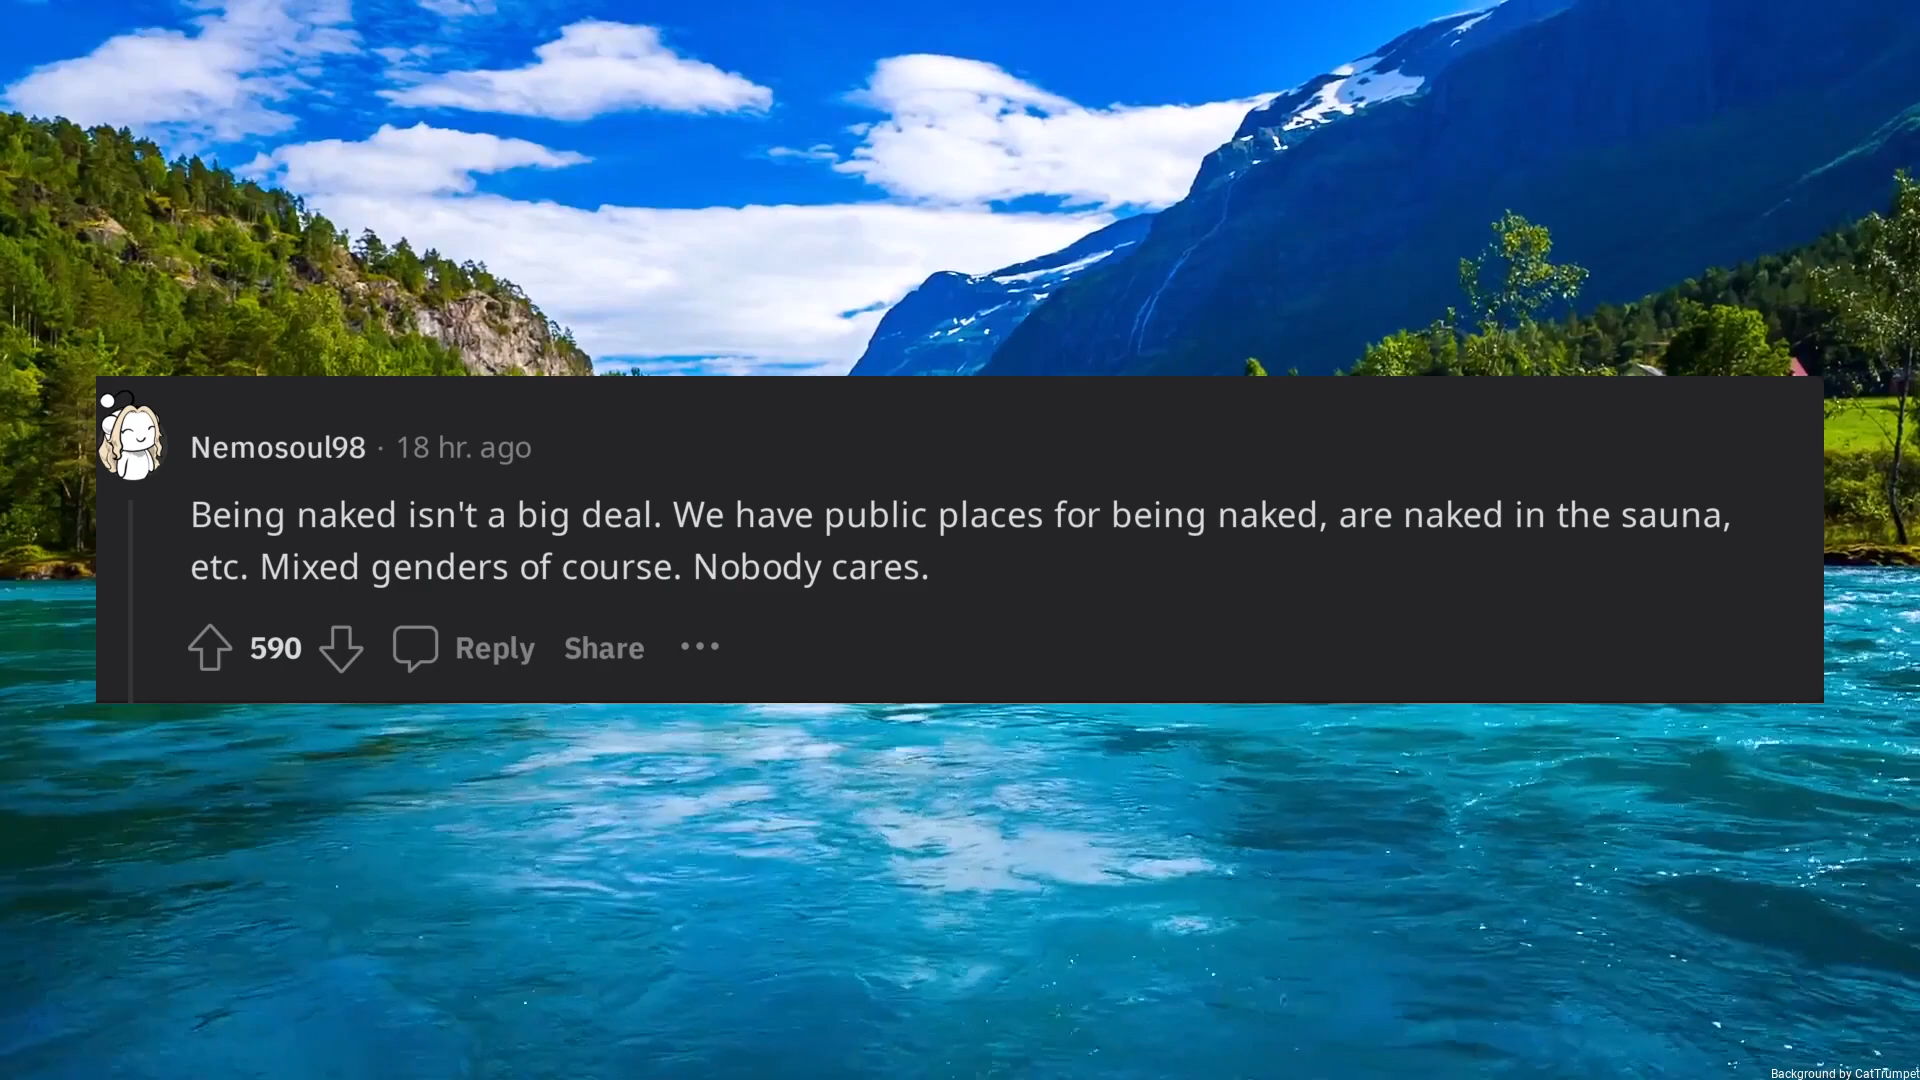 Nemosoul98 · 18 hr. ago
Being naked isn't a big deal. We have public places for being naked, are naked in the sauna,
etc. Mixed genders of course. Nobody cares.
590 Reply Share •••
Background by CatTrumpet